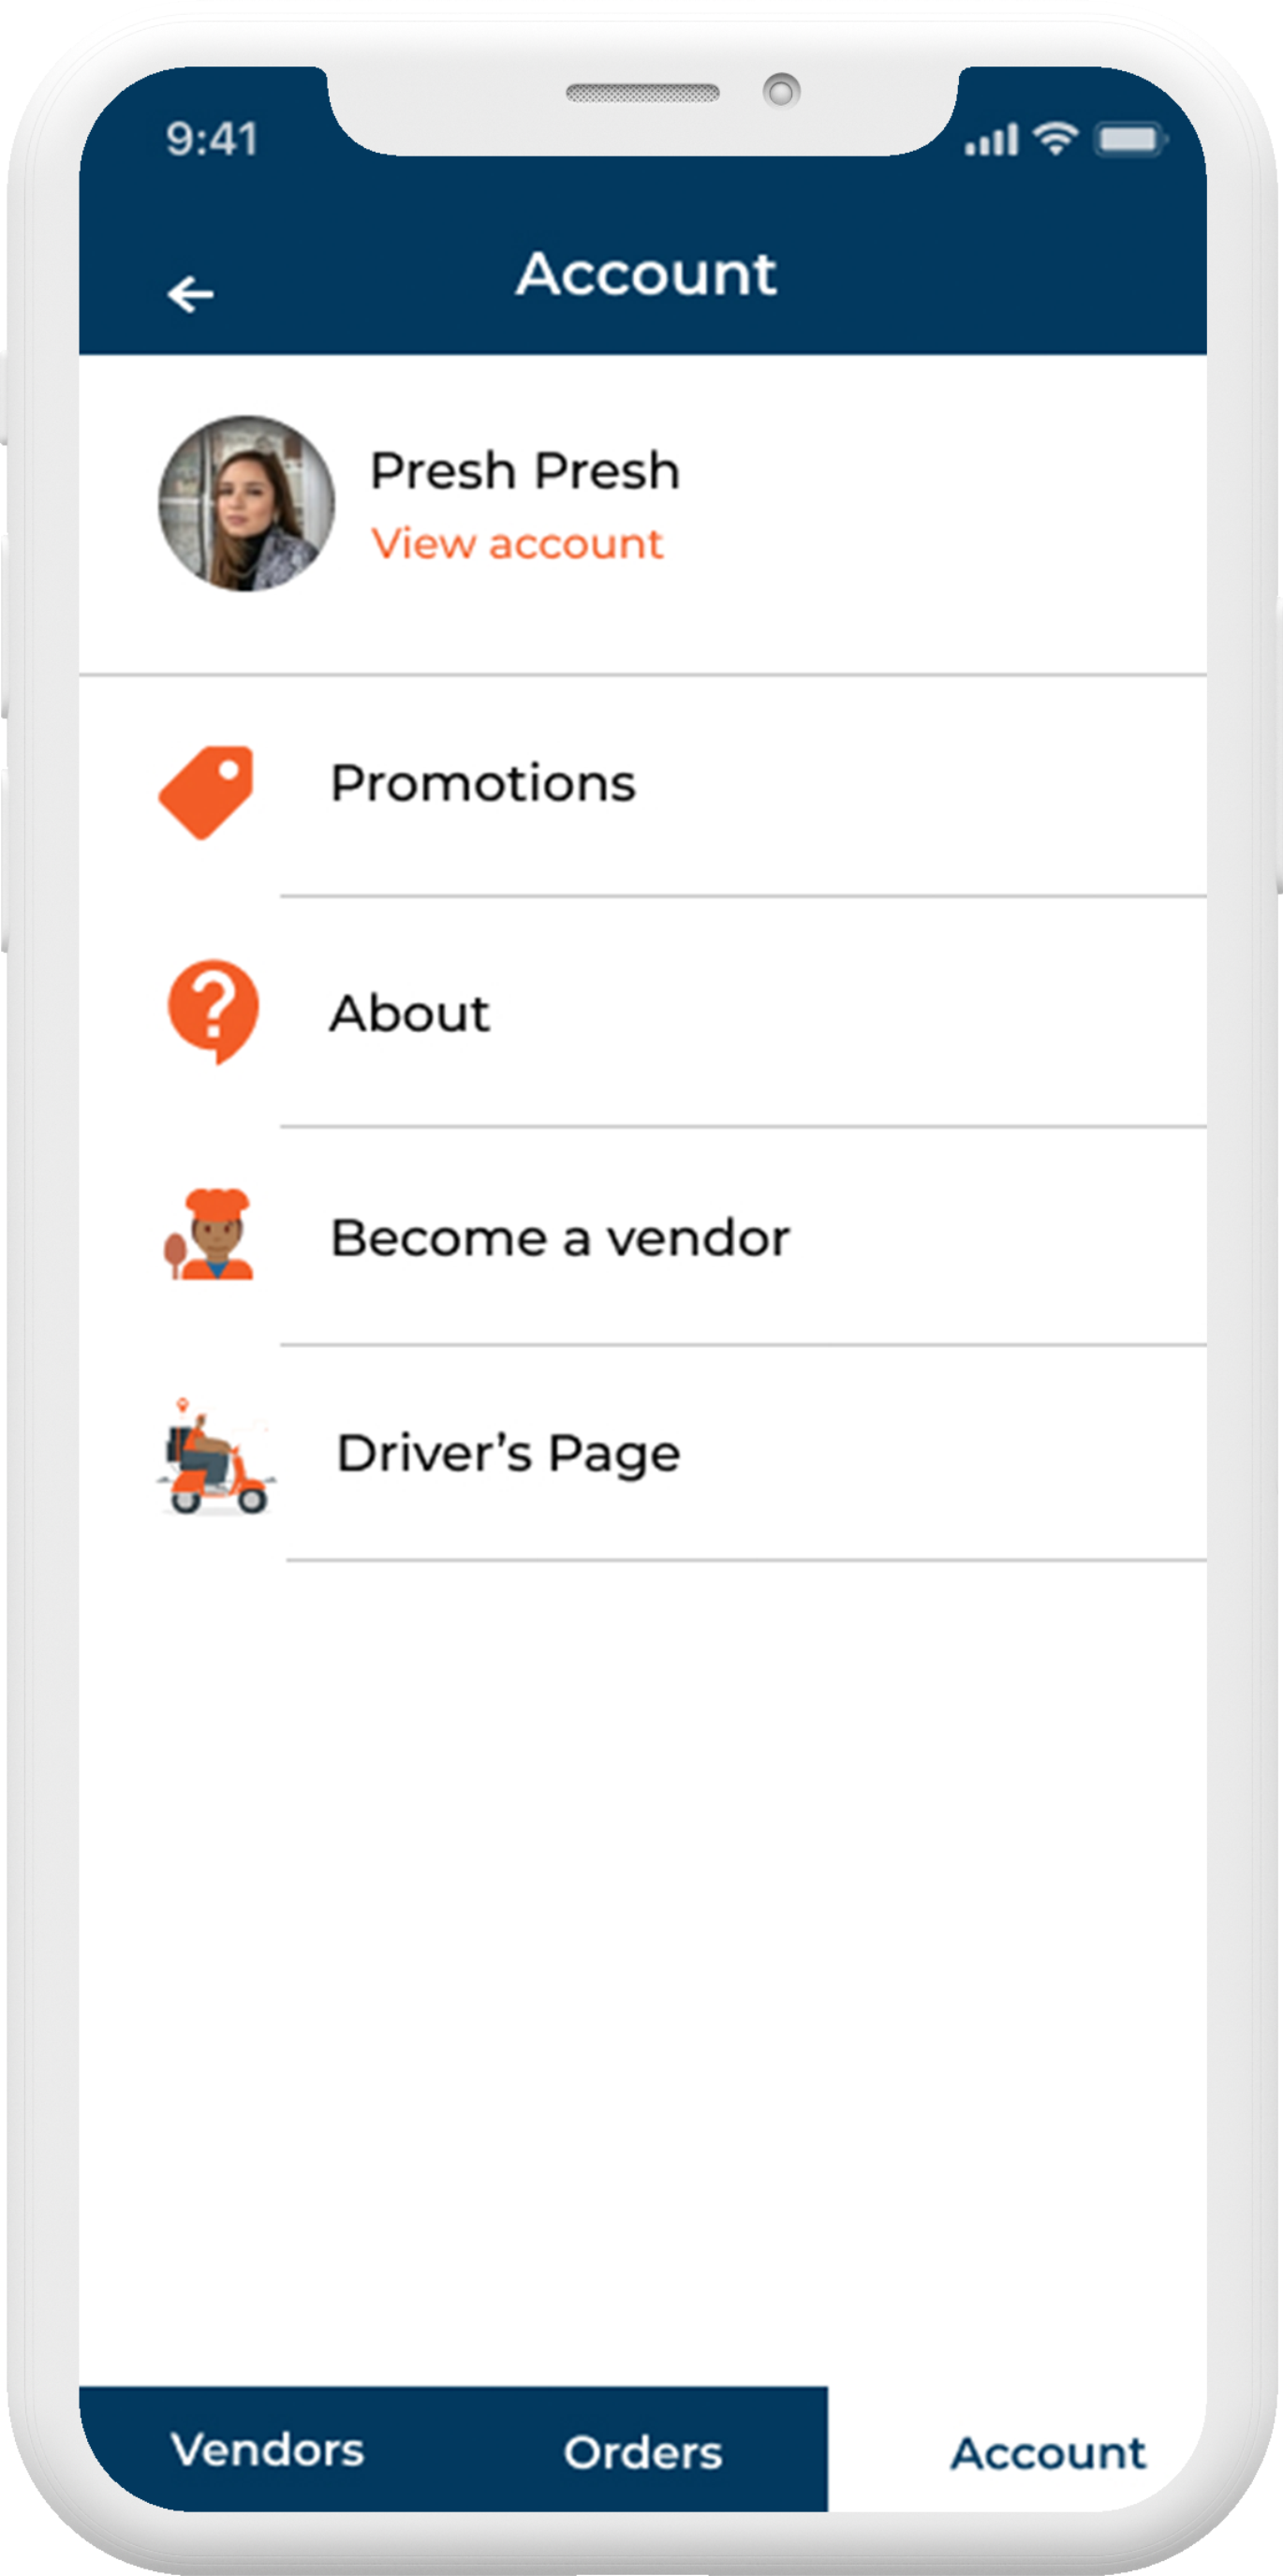 9:41
Account
Presh Presh
View account
Promotions
About
Become a vendor
Driver’s Page
Vendors Orders Account